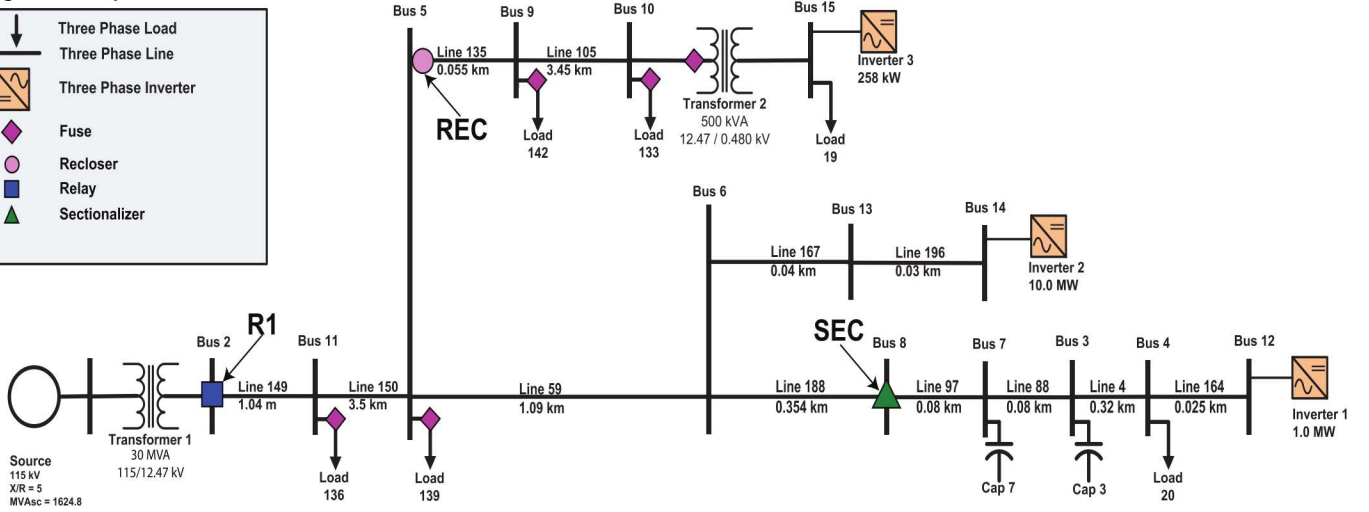 Three Phase Load
Three Phase Line
Three Phase Inverter
Fuse
Recloser
Relay
Sectionalizer
Bus 5
Bus 9
Bus 10
Bus 15
Line 135
0.055 km
Line 105
3.45 km
Inverter 3
258 kW
REC
Load
142
Load
133
Transformer 2
500 kVA
12.47 / 0.480 kV
Load
19
Bus 6
Bus 13
Bus 14
Line 167
0.04 km
Line 196
0.03 km
Inverter 2
10.0 MW
R1
SEC
Bus 2
Bus 11
Bus 8
Bus 7
Bus 3
Bus 4
Bus 12
Line 149
1.04 m
Line 150
3.5 km
Line 59
1.09 km
Line 188
0.354 km
Line 97
0.08 km
Line 88
0.08 km
Line 4
0.32 km
Line 164
0.025 km
Inverter 1
1.0 MW
Transformer 1
30 MVA
115/12.47 kV
Source
115 kV
X/R = 5
MVAsc = 1624.8
Load
136
Load
139
Cap 7
Cap 3
Load
20